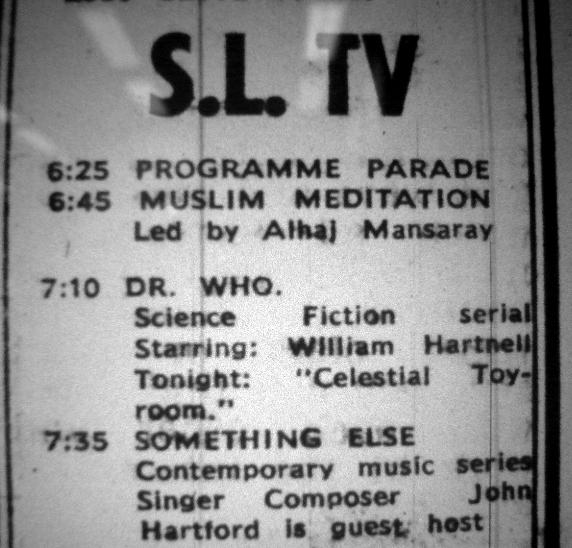 S.L. TV
6:25 PROGRAMME PARADE
6:45 MUSLIM MEDITATION
Led by Alhaj Mansaray
7:10 DR. WHO.
Science Fiction serial
Starring: William Hartnell
Tonight: "Celestial Toy-
room."
7:35 SOMETHING ELSE
Contemporary music series
Singer Composer John
Hartford is guest host